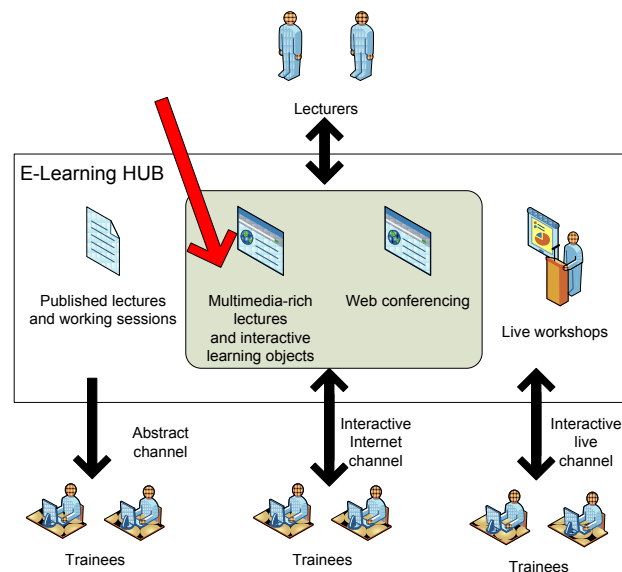 Lecturers
E-Learning HUB
Published lectures
and working sessions
Multimedia-rich
lectures
and interactive
learning objects
Web conferencing
Live workshops
Abstract
channel
Interactive
Internet
channel
Interactive
live
channel
Trainees
Trainees
Trainees